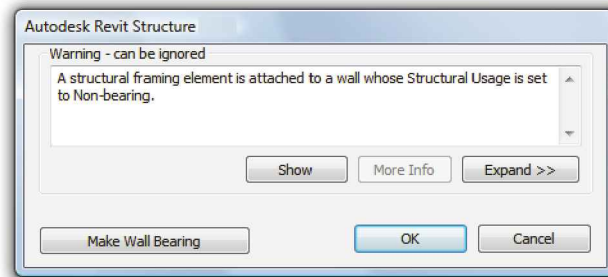 Autodesk Revit Structure
Warning - can be ignored
A structural framing element is attached to a wall whose Structural Usage is set
to Non-bearing.
Show
More Info
Expand >>
Make Wall Bearing
OK
Cancel